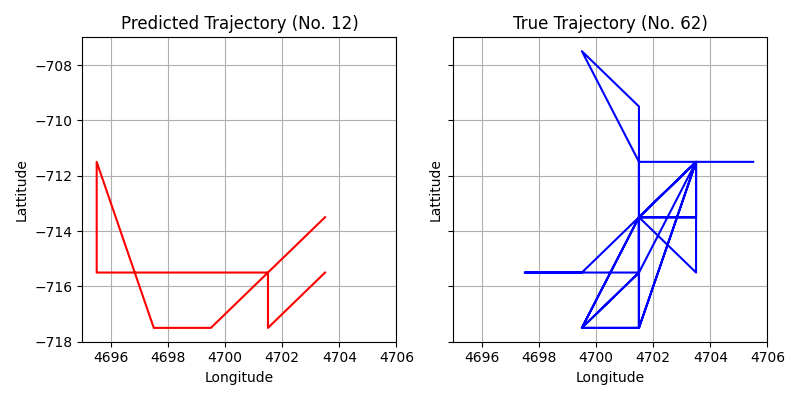 Predicted Trajectory (No. 12)
True Trajectory (No. 62)
−708
−710
−712
−714
−716
−718
Lattitude
Lattitude
4696 4698 4700 4702 4704 4706
4696 4698 4700 4702 4704 4706
Longitude
Longitude